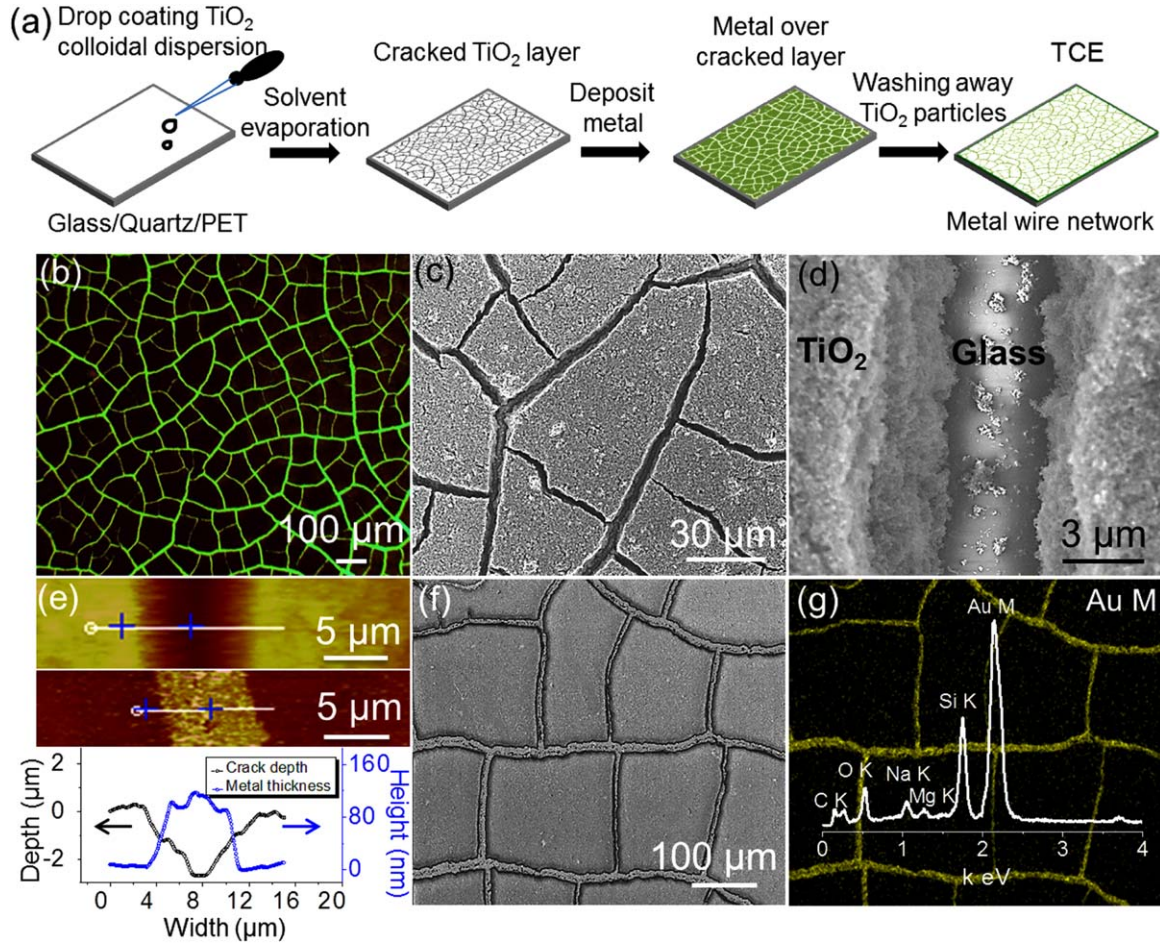 (a)
Drop coating TiO₂
colloidal dispersion
Solvent
evaporation
Glass/Quartz/PET
Cracked TiO₂ layer
Deposit
metal
Metal over
cracked layer
Washing away
TiO₂ particles
TCE
Metal wire network
(b)
100 µm
(c)
30 µm
(d)
TiO₂
Glass
3 µm
(e)
5 µm
5 µm
Crack depth
Metal thickness
Depth (µm)
2
0
-2
Height (nm)
160
80
0
0 4 8 12 16 20
Width (µm)
(f)
100 µm
(g)
Au M
Au M
Si K
O K
Na K
Mg K
C K
0 1 2 3 4
k eV